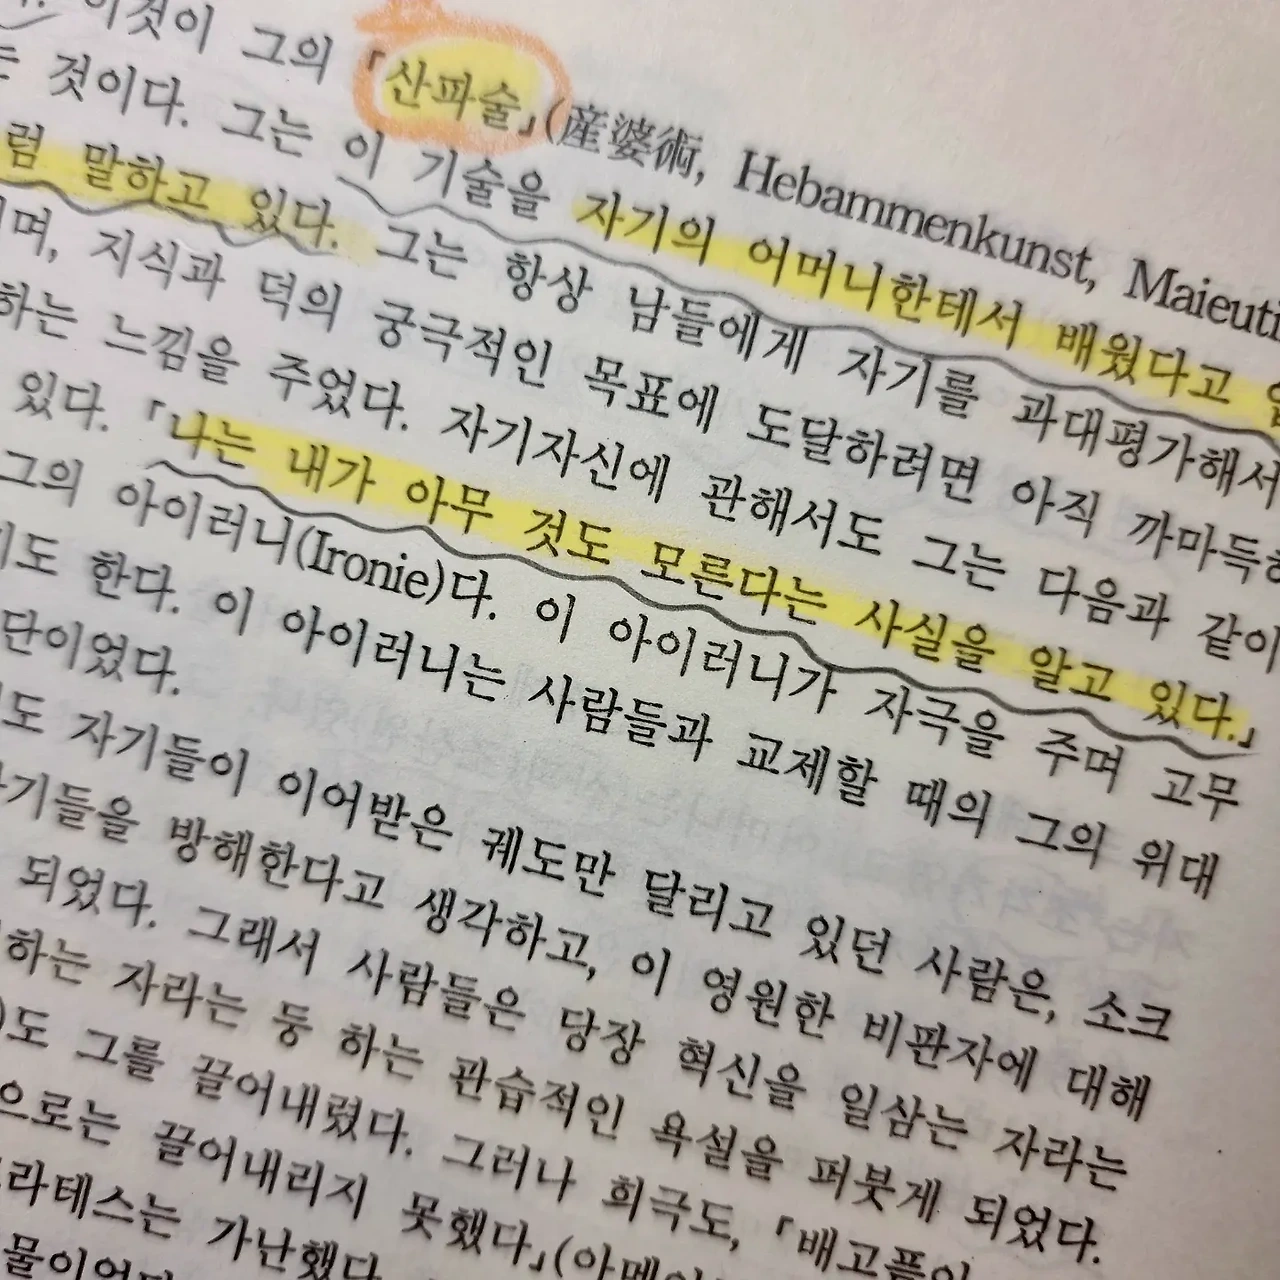 이것이 그의 「산파술」(産婆術, Hebammenkunst,
것이다. 그는 이 기술을 자기의 어머니한테서 배웠다고
럼 말하고 있다. 그는 항상 남들에게 자기를 과대평가해서
며, 지식과 덕의 궁극적인 목표에 도달하려면 아직
하는 느낌을 주었다. 자기자신에 관해서도 그는 다음과 같이
있다. 「나는 내가 아무 것도 모른다는 사실을 알고 있다.」
그의 아이러니(Ironie)다. 이 아이러니가 자극을 주며 고무
도 한다. 이 아이러니는 사람들과 교제할 때의 그의 위대
단이었다.
도 자기들이 이어받은 궤도만 달리고 있던 사람은, 소크
기들을 방해한다고 생각하고, 이 영원한 비판자에 대해
되었다. 그래서 사람들은 당장 혁신을 일삼는 자라는
하는 자라는 둥 하는 관습적인 욕설을 퍼붓게 되었다.
)도 그를 끌어내렸다. 그러나 희극도, 「배고픔이
으로는 끌어내리지 못했다」(아메
라테스는 가난했다